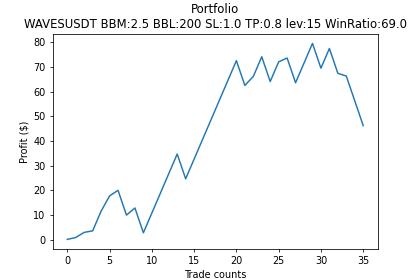 Portfolio
WAVESUSDT BBM:2.5 BBL:200 SL:1.0 TP:0.8 lev:15 WinRatio:69.0
80
70
60
50
40
30
20
10
0
Profit ($)
0 5 10 15 20 25 30 35
Trade counts